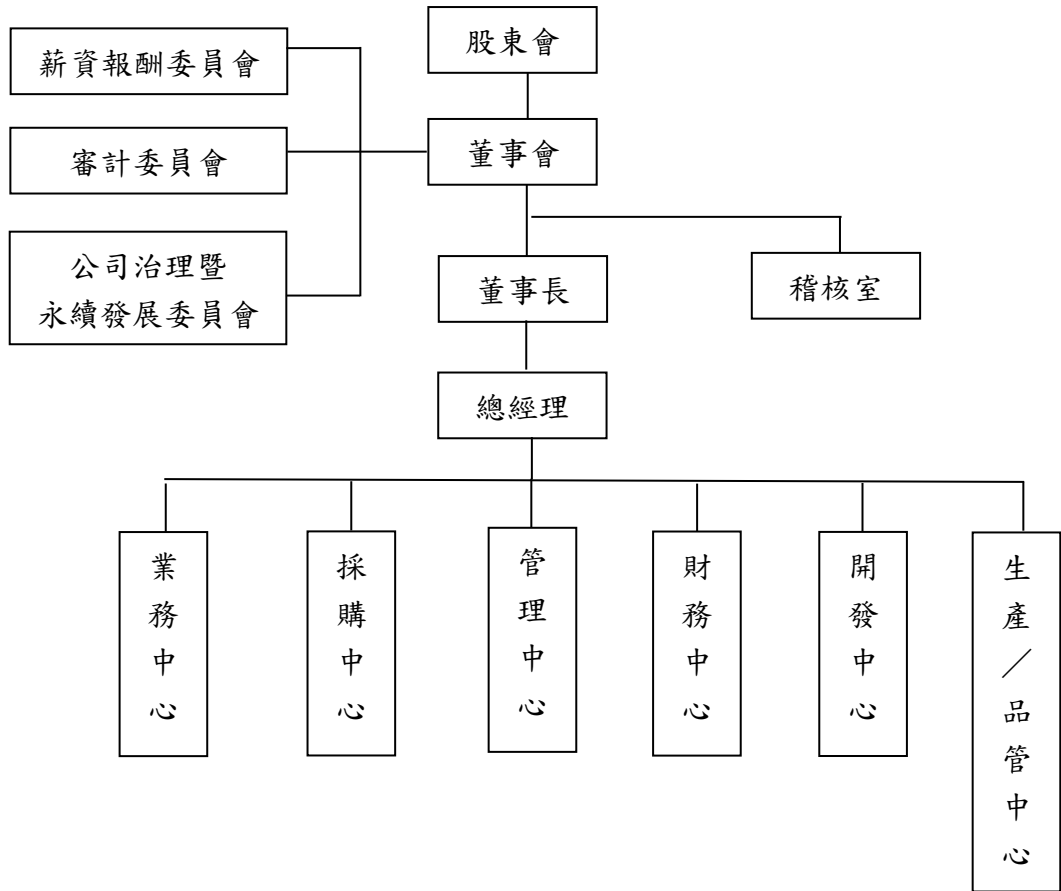 股東會
薪資報酬委員會
審計委員會
董事會
公司治理暨
永續發展委員會
董事長
稽核室
總經理
業務中心
採購中心
管理中心
財務中心
開發中心
生產／品管中心